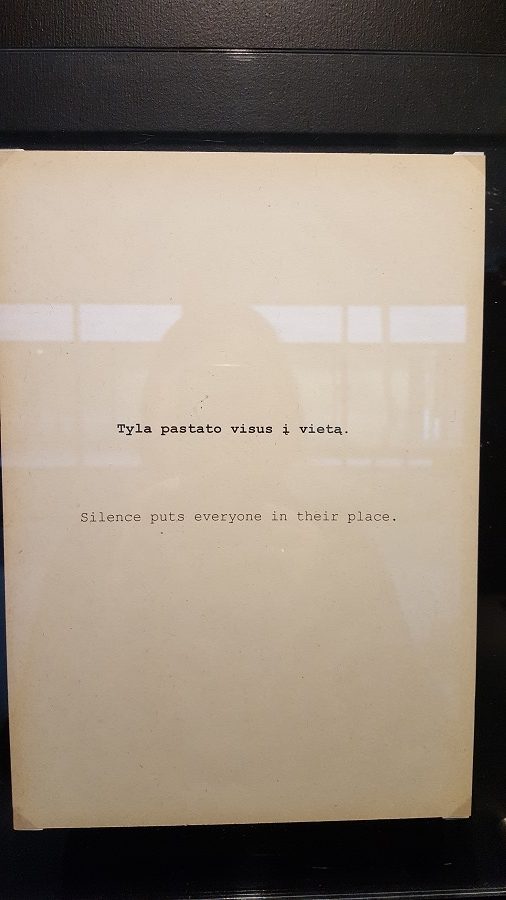 Tyla pastato visus į vietą.
Silence puts everyone in their place.